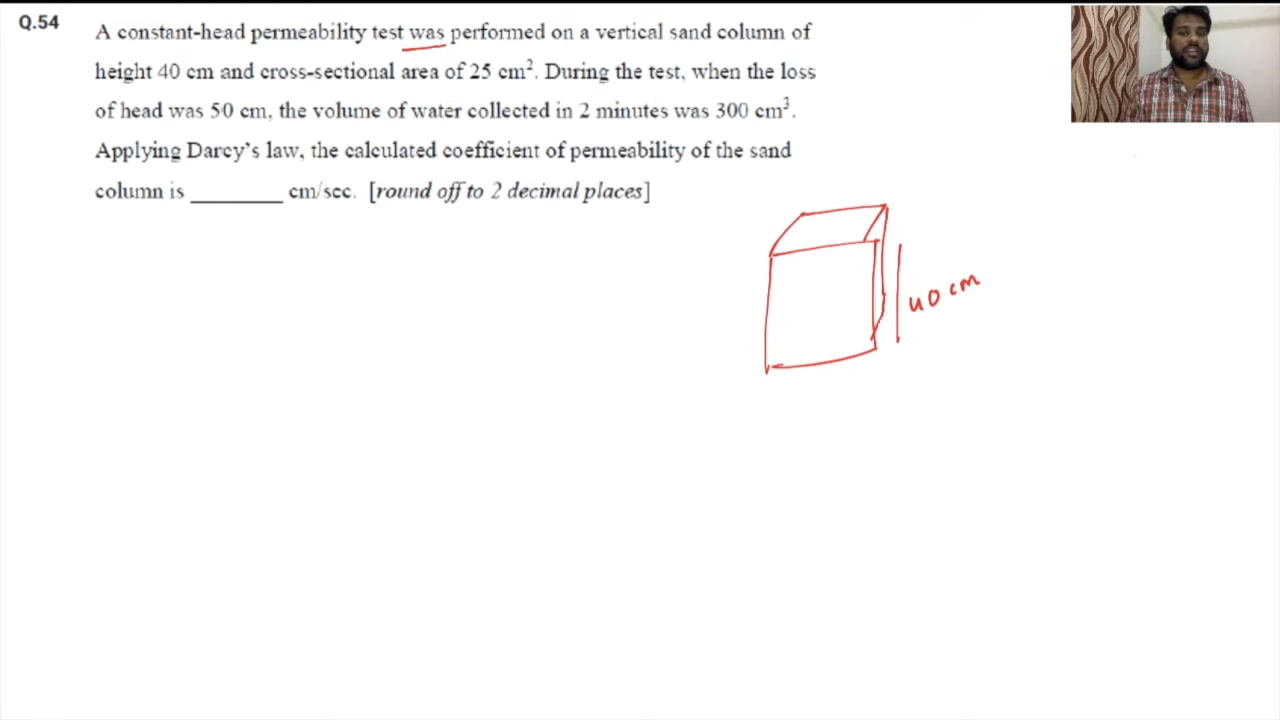 Q.54
A constant-head permeability test was performed on a vertical sand column of
height 40 cm and cross-sectional area of 25 cm². During the test, when the loss
of head was 50 cm, the volume of water collected in 2 minutes was 300 cm³.
Applying Darcy's law, the calculated coefficient of permeability of the sand
column is ________ cm/sec. [round off to 2 decimal places]
40 cm